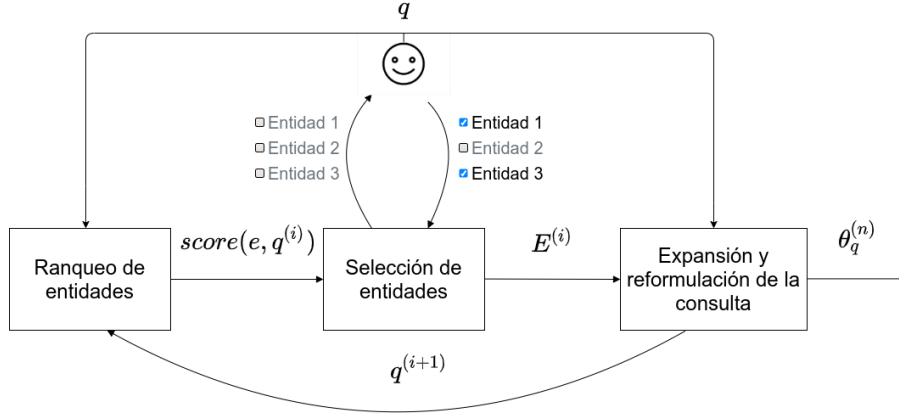 q
Entidad 1
Entidad 2
Entidad 3
Entidad 1
Entidad 2
Entidad 3
Ranqueo de
entidades
score(e, q^{(i)})
Selección de
entidades
E^{(i)}
Expansión y
reformulación de la
consulta
θ_q^{(n)}
q^{(i+1)}